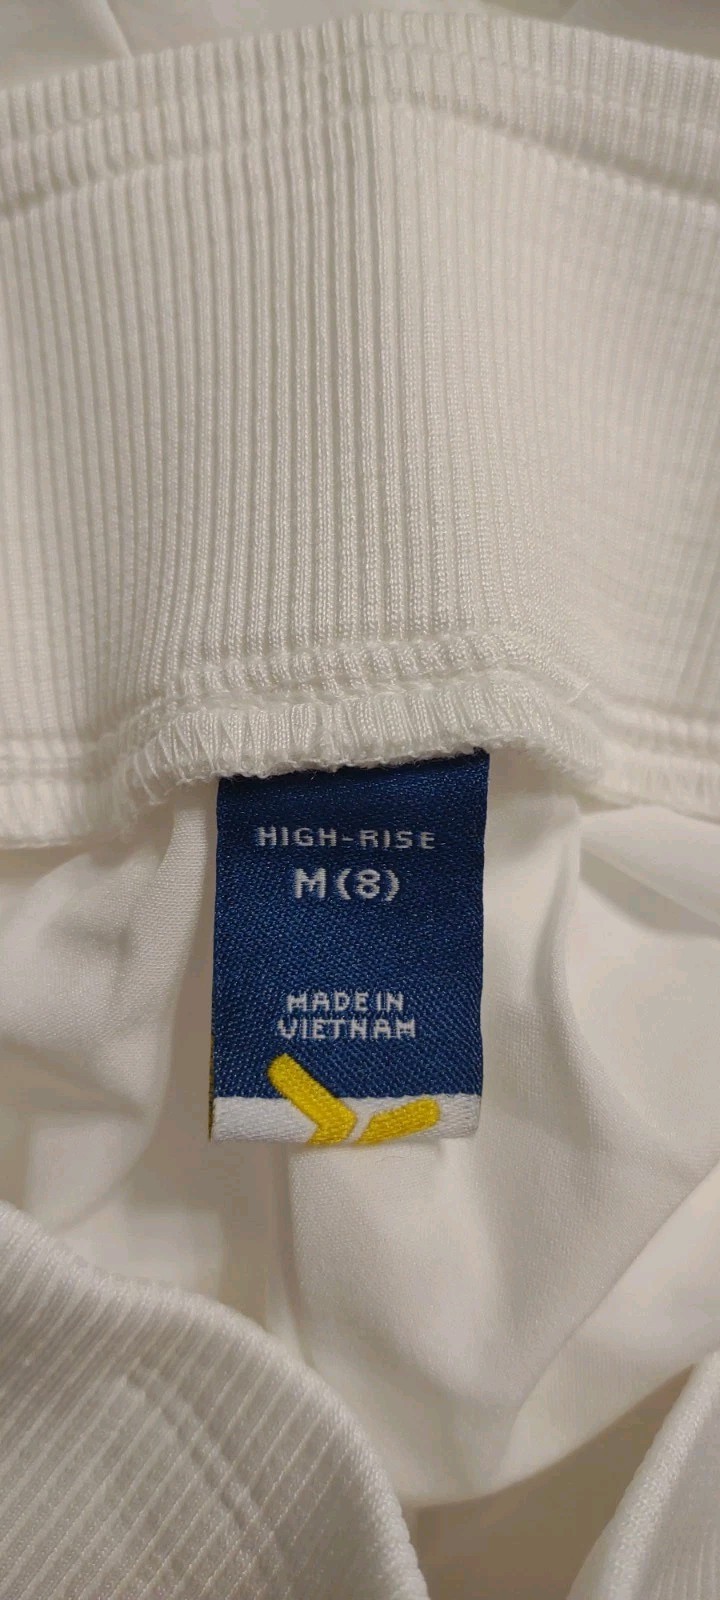 HIGH-RISE
M(8)
MADE IN
VIETNAM